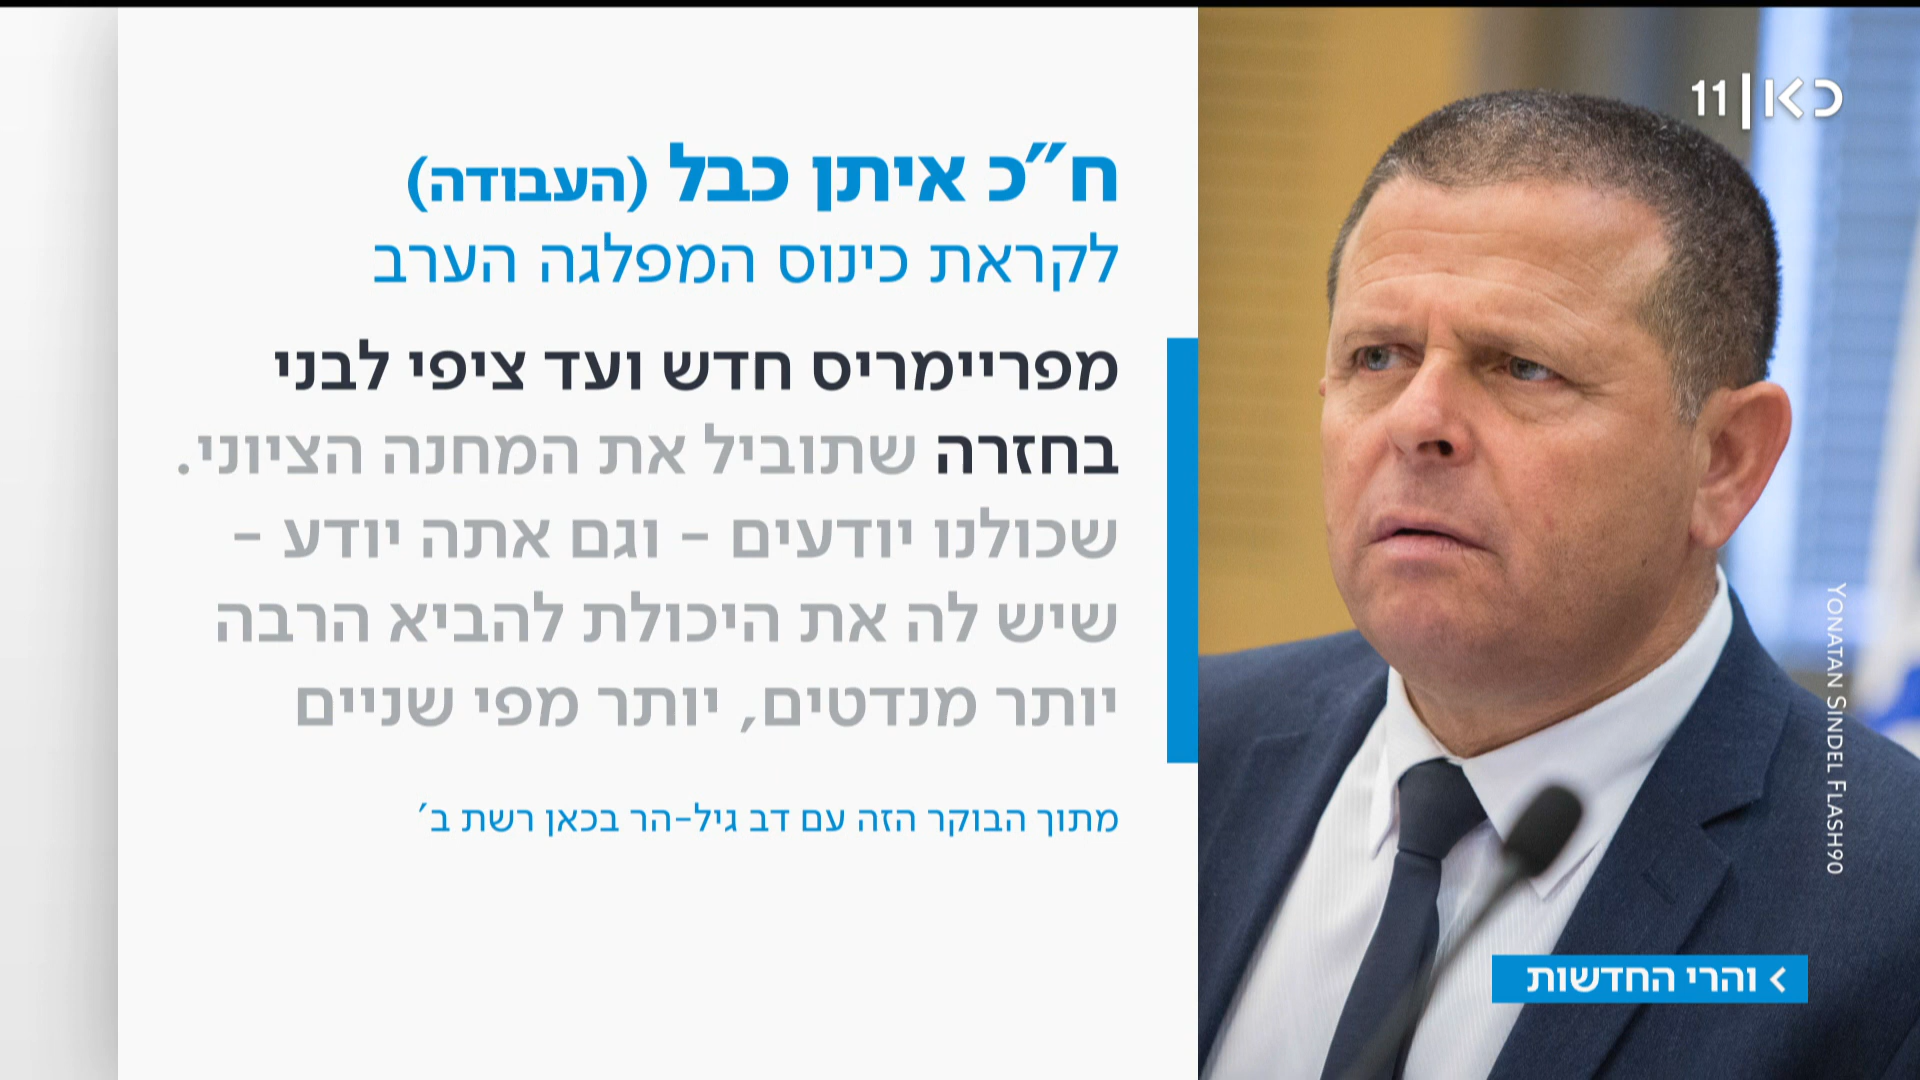 כאן 11
ח"כ איתן כבל (העבודה)
לקראת כינוס המפלגה הערב
מפריימריס חדש ועד ציפי לבני
בחזרה שתוביל את המחנה הציוני.
שכולנו יודעים - וגם אתה יודע -
שיש לה את היכולת להביא הרבה
יותר מנדטים, יותר מפי שניים
מתוך הבוקר הזה עם דב גיל-הר בכאן רשת ב'
YONATAN SINDEL FLASH90
והרי החדשות